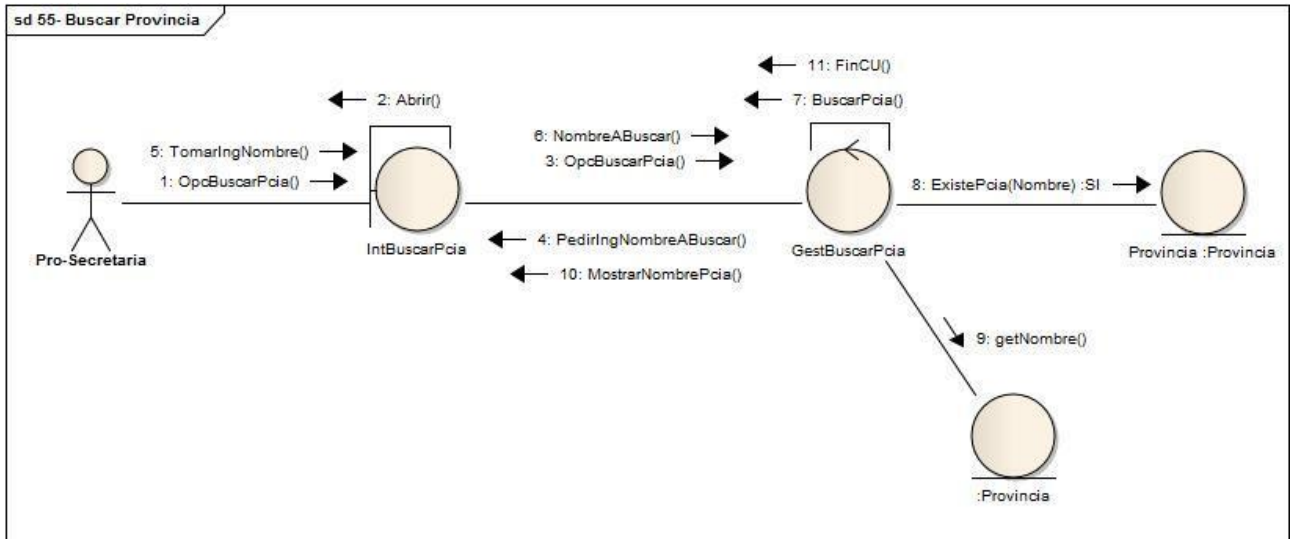 sd 55- Buscar Provincia
11: FinCU()
2: Abrir()
7: BuscarPcia()
5: TomarIngNombre()
6: NombreABuscar()
1: OpcBuscarPcia()
3: OpcBuscarPcia()
8: ExistePcia(Nombre) :SI
4: PedirIngNombreABuscar()
10: MostrarNombrePcia()
Pro-Secretaria
IntBuscarPcia
GestBuscarPcia
Provincia :Provincia
9: getNombre()
:Provincia